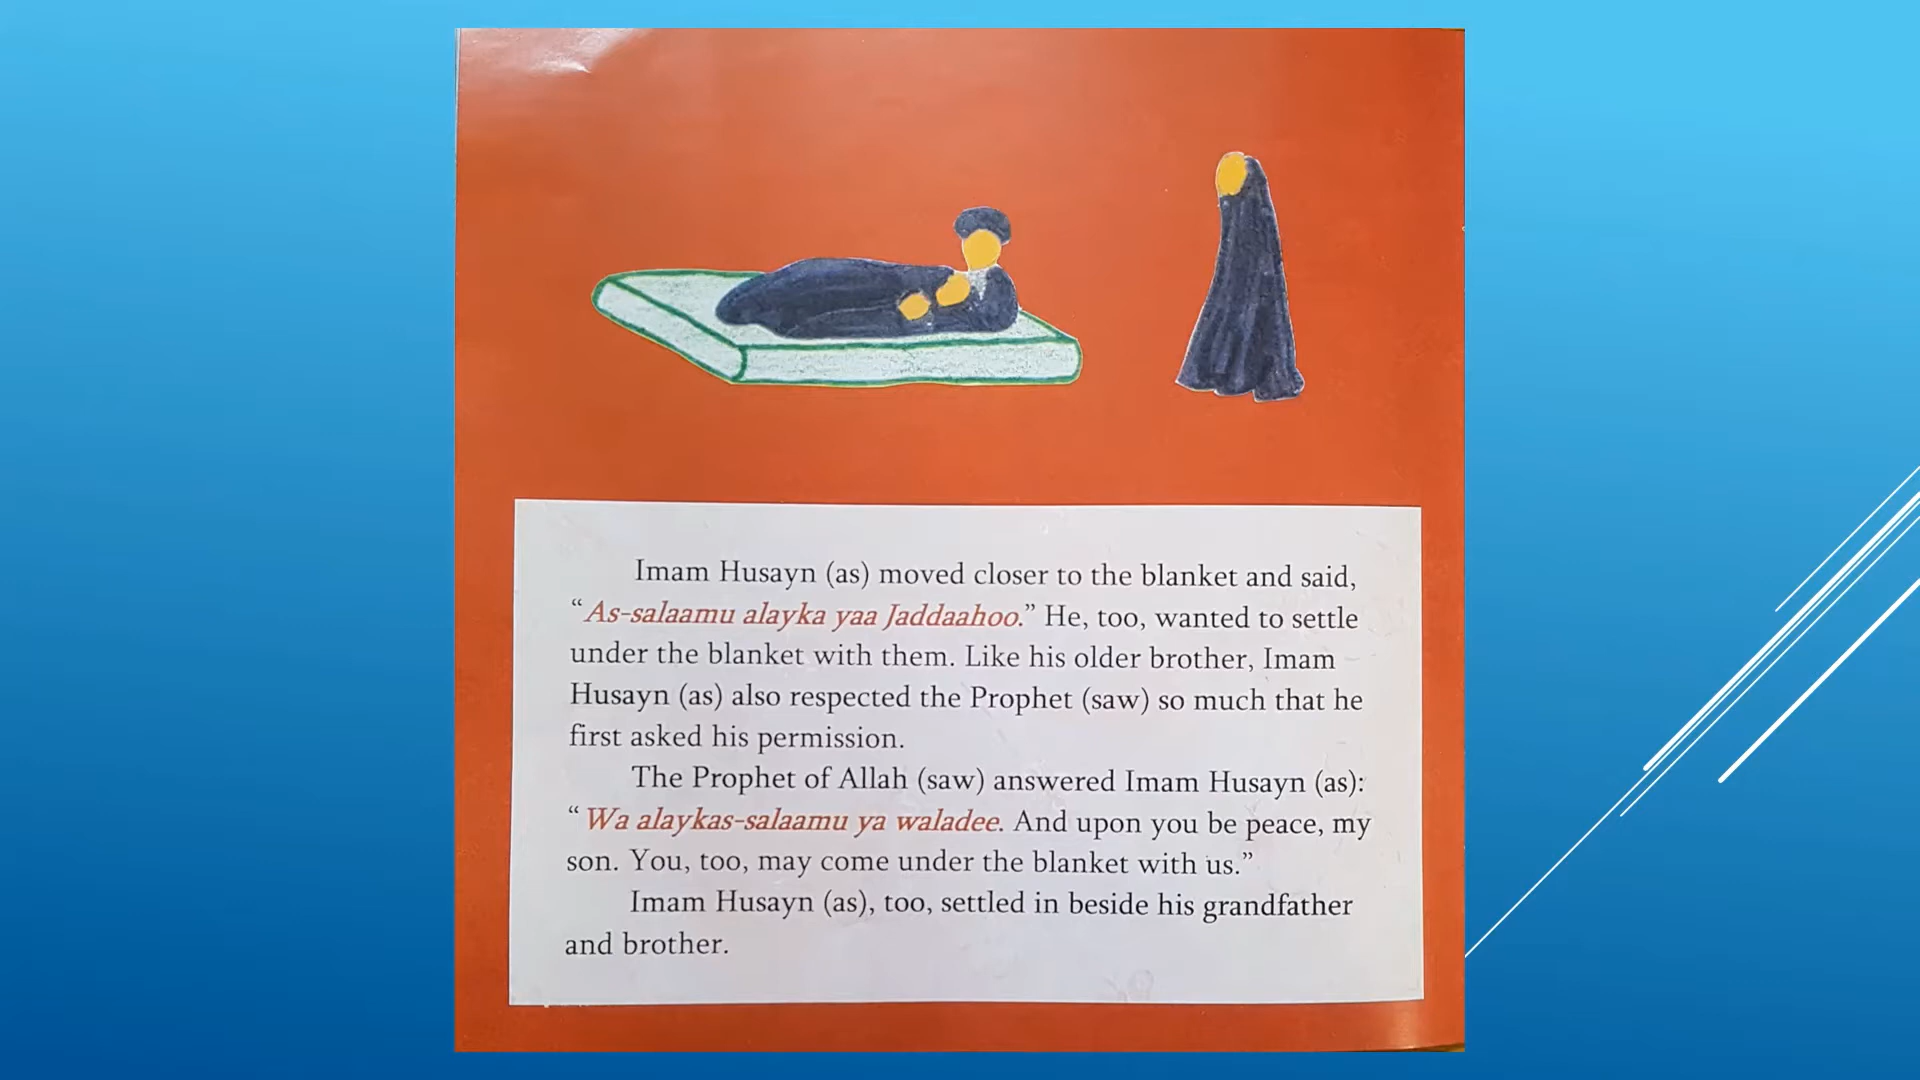 Imam Husayn (as) moved closer to the blanket and said,
“As-salaamu alayka yaa Jaddaahoo.” He, too, wanted to settle
under the blanket with them. Like his older brother, Imam
Husayn (as) also respected the Prophet (saw) so much that he
first asked his permission.
The Prophet of Allah (saw) answered Imam Husayn (as):
“Wa alaykas-salaamu ya waladee. And upon you be peace, my
son. You, too, may come under the blanket with us.”
Imam Husayn (as), too, settled in beside his grandfather
and brother.